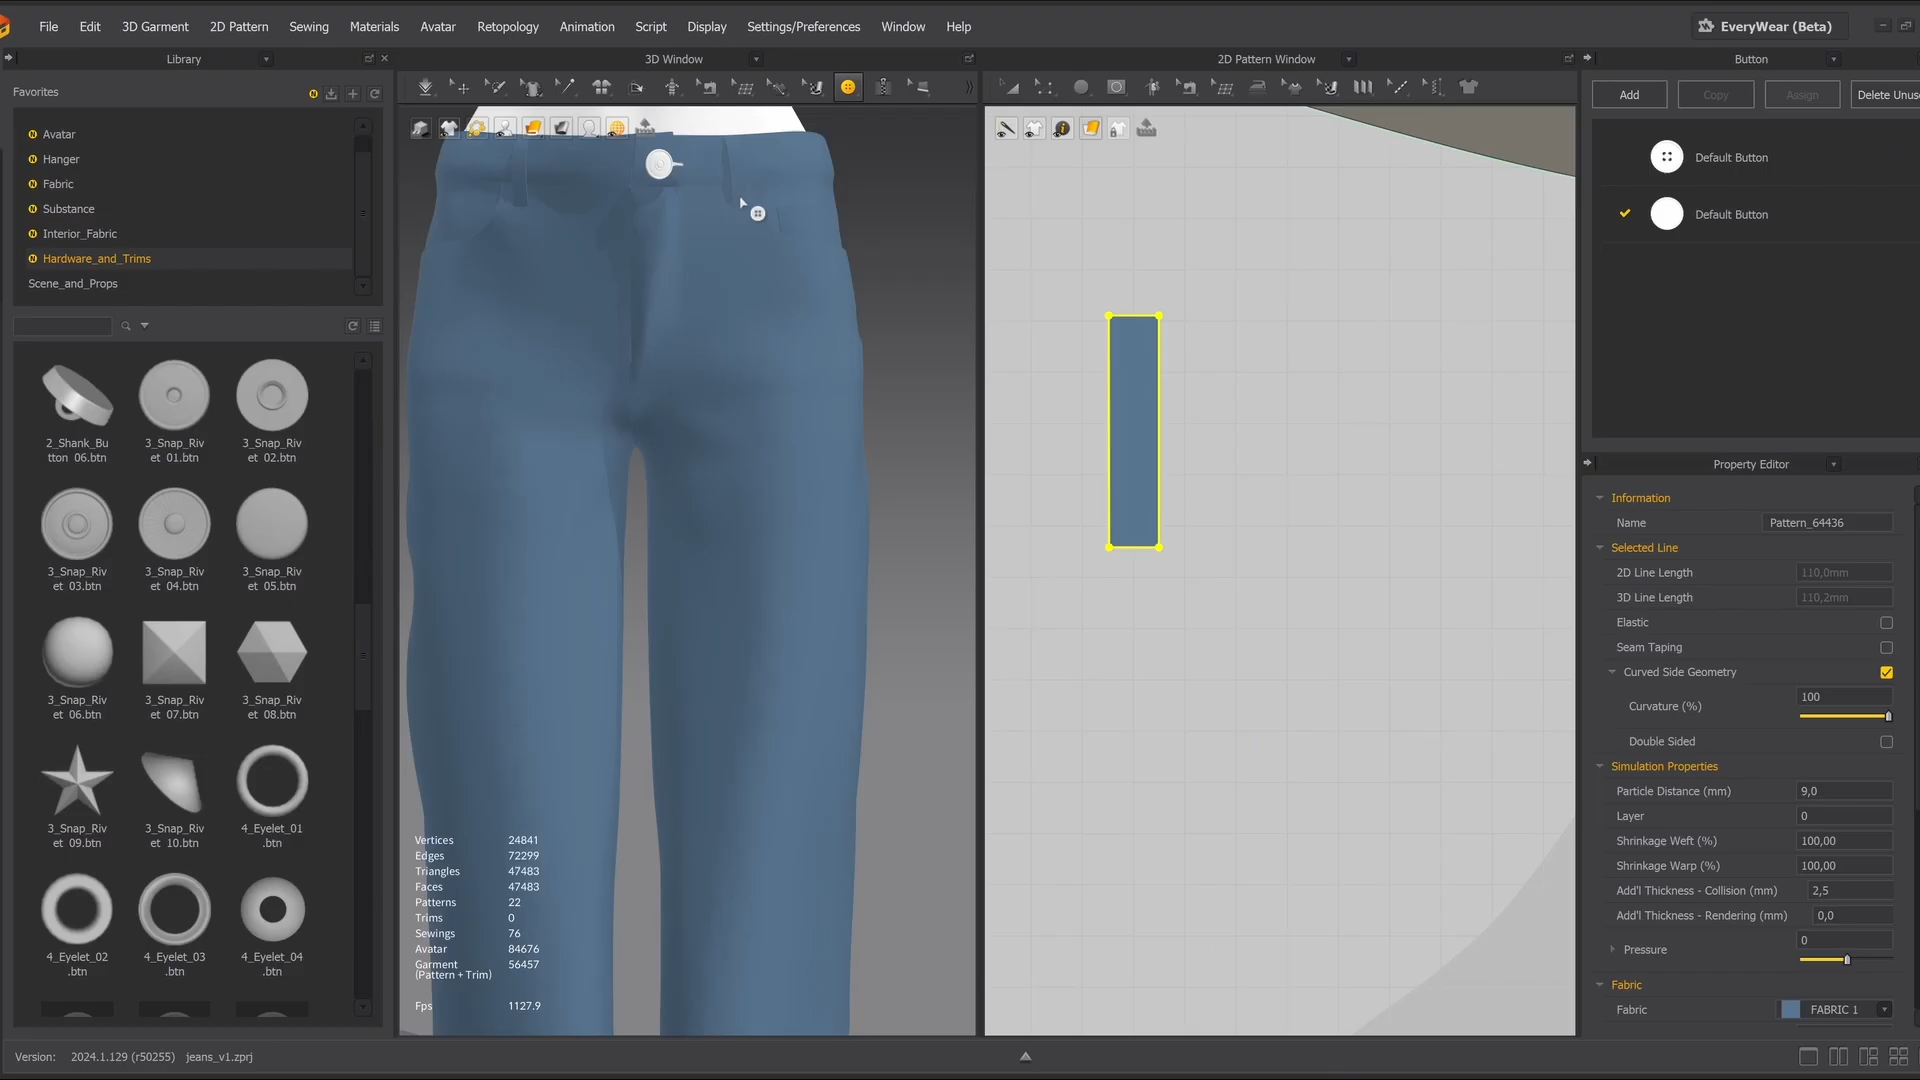 File Edit 3D Garment 2D Pattern Sewing Materials Avatar Retopology Animation Script Display Settings/Preferences Window Help EveryWear (Beta)
Library 3D Window 2D Pattern Window Button
Favorites
Avatar
Hanger
Fabric
Substance
Interior_Fabric
Hardware_and_Trims
Scene_and_Props
2_Shank_Bu
tton 06.btn
3_Snap_Riv
et 01.btn
3_Snap_Riv
et 02.btn
3_Snap_Riv
et 03.btn
3_Snap_Riv
et 04.btn
3_Snap_Riv
et 05.btn
3_Snap_Riv
et 06.btn
3_Snap_Riv
et 07.btn
3_Snap_Riv
et 08.btn
3_Snap_Riv
et 09.btn
3_Snap_Riv
et 10.btn
4_Eyelet_01
.btn
4_Eyelet_02
.btn
4_Eyelet_03
.btn
4_Eyelet_04
.btn
Vertices 24841
Edges 72299
Triangles 47483
Faces 47483
Patterns 22
Trims 0
Sewings 76
Avatar 84676
Garment 56457
(Pattern + Trim)
Fps 1127.9
Add Copy Assign Delete Unus
Default Button
Default Button
Property Editor
Information
Name Pattern_64436
Selected Line
2D Line Length 110,0mm
3D Line Length 110,2mm
Elastic
Seam Taping
Curved Side Geometry
Curvature (%) 100
Double Sided
Simulation Properties
Particle Distance (mm) 9,0
Layer 0
Shrinkage Weft (%) 100,00
Shrinkage Warp (%) 100,00
Add'l Thickness - Collision (mm) 2,5
Add'l Thickness - Rendering (mm) 0,0
Pressure 0
Fabric
Fabric FABRIC 1
Version: 2024.1.129 (r50255) jeans_v1.zprj